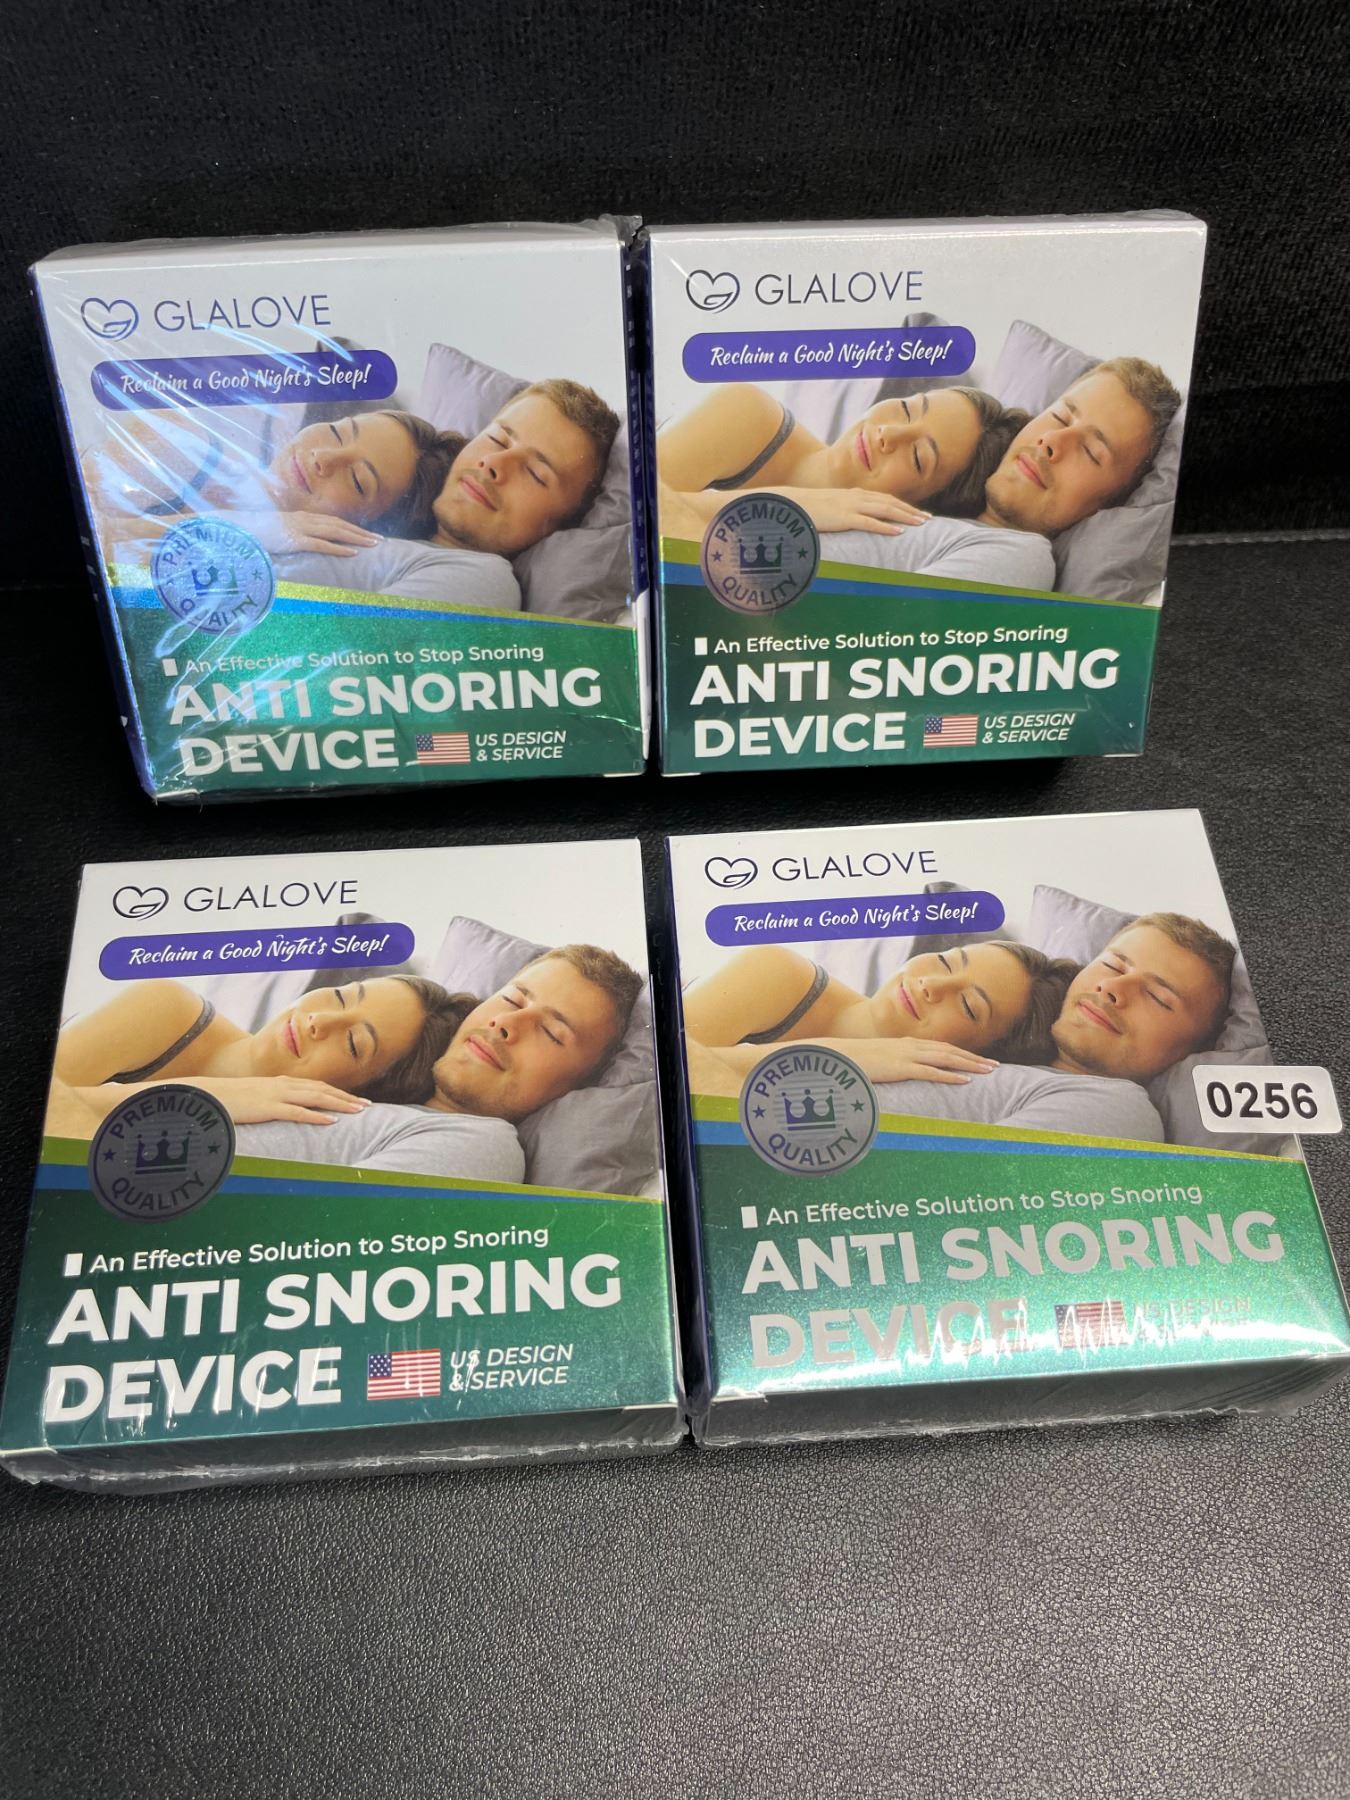 GLALOVE
Reclaim a Good Night's Sleep!
PREMIUM
QUALITY
An Effective Solution to Stop Snoring
ANTI SNORING
DEVICE
US DESIGN
& SERVICE
GLALOVE
Reclaim a Good Night's Sleep!
PREMIUM
QUALITY
An Effective Solution to Stop Snoring
ANTI SNORING
DEVICE
US DESIGN
& SERVICE
GLALOVE
Reclaim a Good Night's Sleep!
PREMIUM
QUALITY
An Effective Solution to Stop Snoring
ANTI SNORING
DEVICE
US DESIGN
& SERVICE
GLALOVE
Reclaim a Good Night's Sleep!
PREMIUM
QUALITY
0256
An Effective Solution to Stop Snoring
ANTI SNORING
DEVICE
US DESIGN